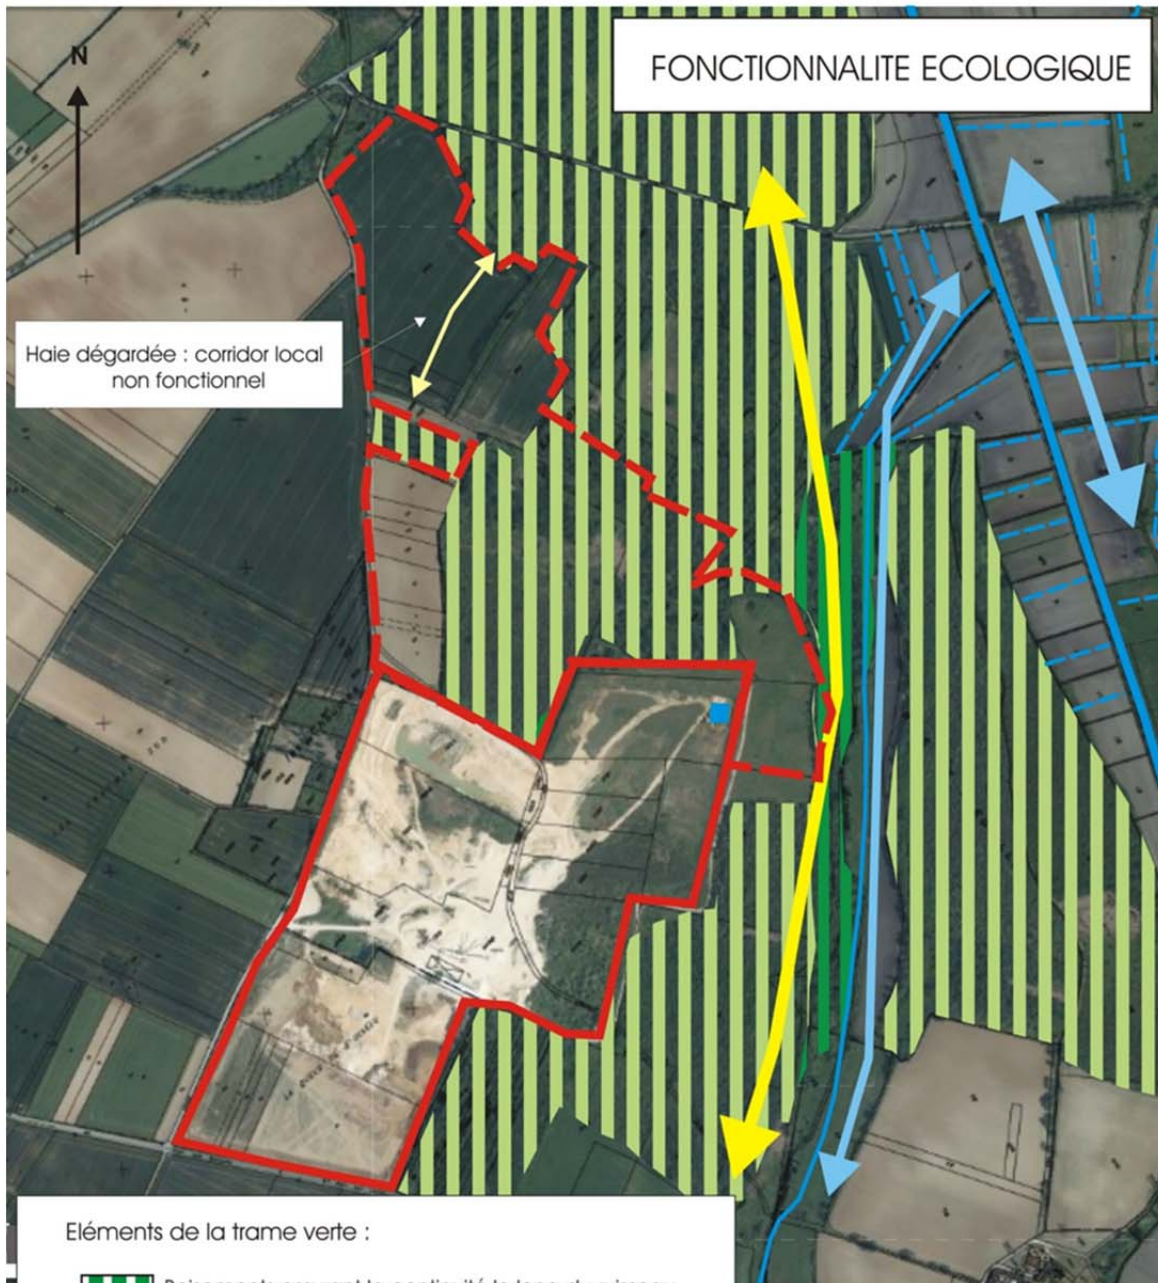 FONCTIONNALITE ECOLOGIQUE
N
Haie dégardée : corridor local
non fonctionnel
Eléments de la trame verte :